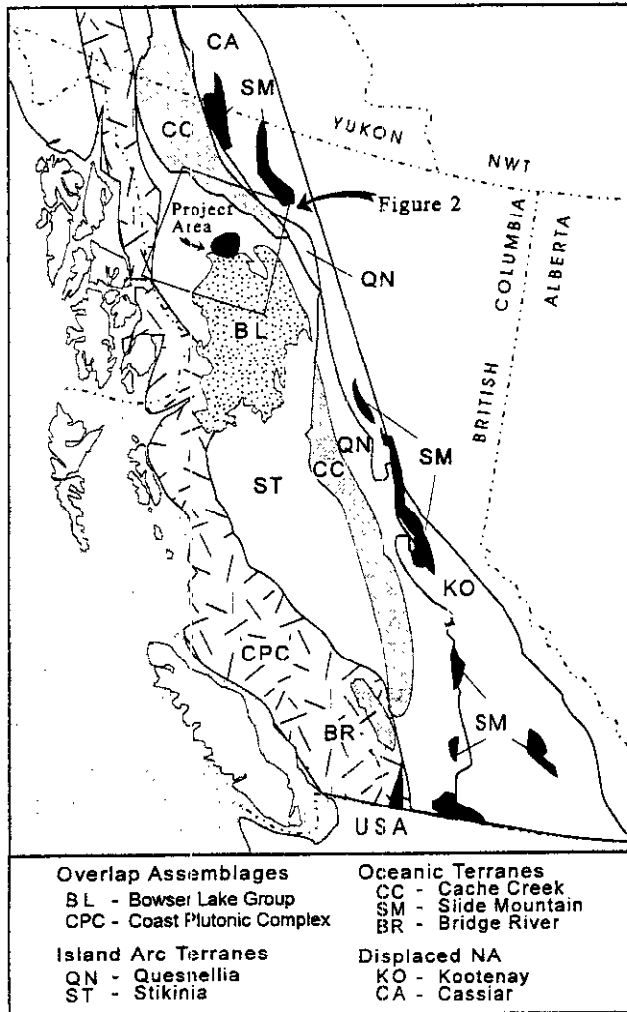 CA
SM
CC
YUKON
NWT
Figure 2
Project
Area
QN
COLUMBIA
ALBERTA
BL
BRITISH
QN
SM
CC
ST
KO
CPC
SM
BR
USA
Overlap Assemblages
BL - Bowser Lake Group
CPC - Coast Plutonic Complex
Island Arc Terranes
QN - Quesnellia
ST - Stikinia
Oceanic Terranes
CC - Cache Creek
SM - Slide Mountain
BR - Bridge River
Displaced NA
KO - Kootenay
CA - Cassiar